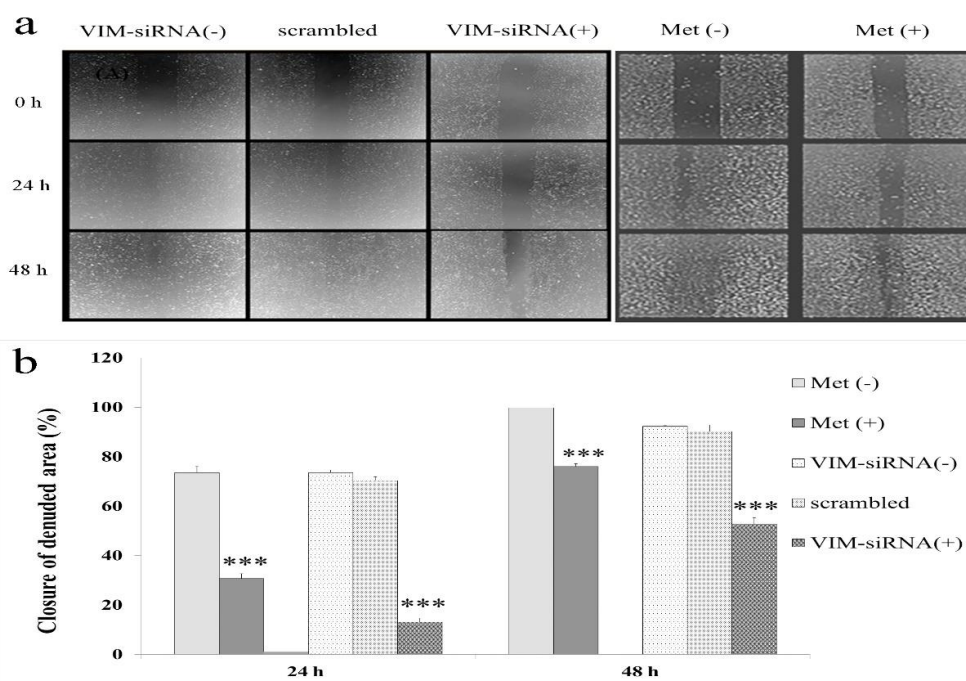 a
VIM-siRNA(-) scrambled VIM-siRNA(+) Met (-) Met (+)
(A)
0 h
24 h
48 h
b
Closure of denuded area (%)
120
100
80
60
40
20
0
*** *** *** ***
24 h 48 h
Met (-)
Met (+)
VIM-siRNA(-)
scrambled
VIM-siRNA(+)